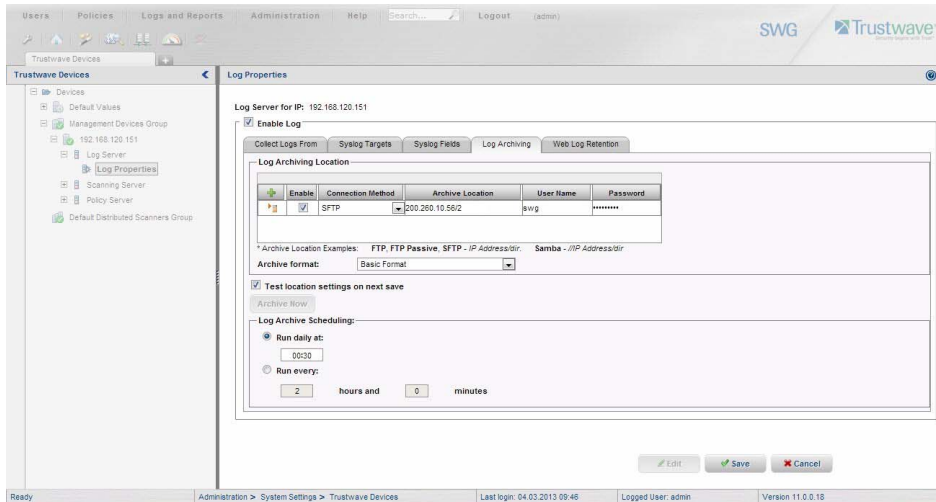 Users Policies Logs and Reports Administration Help Search... Logout (admin)
SWG Trustwave
Trustwave Devices
Trustwave Devices
Devices
Default Values
Management Devices Group
192.168.120.151
Log Server
Log Properties
Scanning Server
Policy Server
Default Distributed Scanners Group
Log Properties
Log Server for IP: 192.168.120.151
Enable Log
Collect Logs From Syslog Targets Syslog Fields Log Archiving Web Log Retention
Log Archiving Location
Enable Connection Method Archive Location User Name Password
SFTP 200.260.10.56/2 swg •••••••••
* Archive Location Examples: FTP, FTP Passive, SFTP - IP Address/dir. Samba - //IP Address/dir
Archive format: Basic Format
Test location settings on next save
Archive Now
Log Archive Scheduling:
Run daily at:
00:30
Run every:
2 hours and 0 minutes
Edit Save Cancel
Ready Administration > System Settings > Trustwave Devices Last login: 04.03.2013 09:46 Logged User: admin Version 11.0.0.18